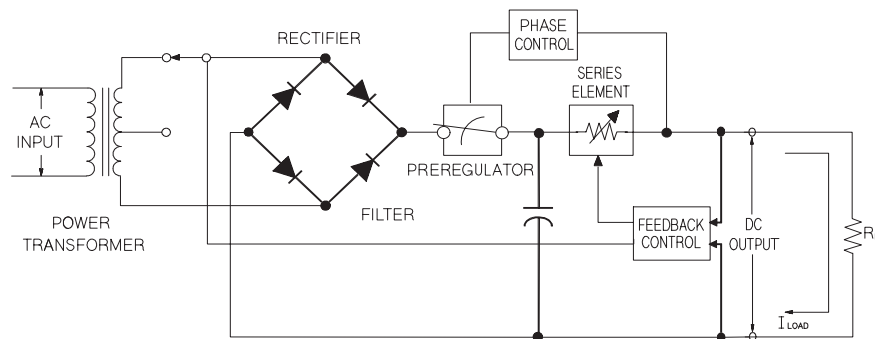 PHASE
CONTROL
RECTIFIER
SERIES
ELEMENT
AC
INPUT
PREREGULATOR
POWER
TRANSFORMER
FILTER
FEEDBACK
CONTROL
DC
OUTPUT
R
I LOAD